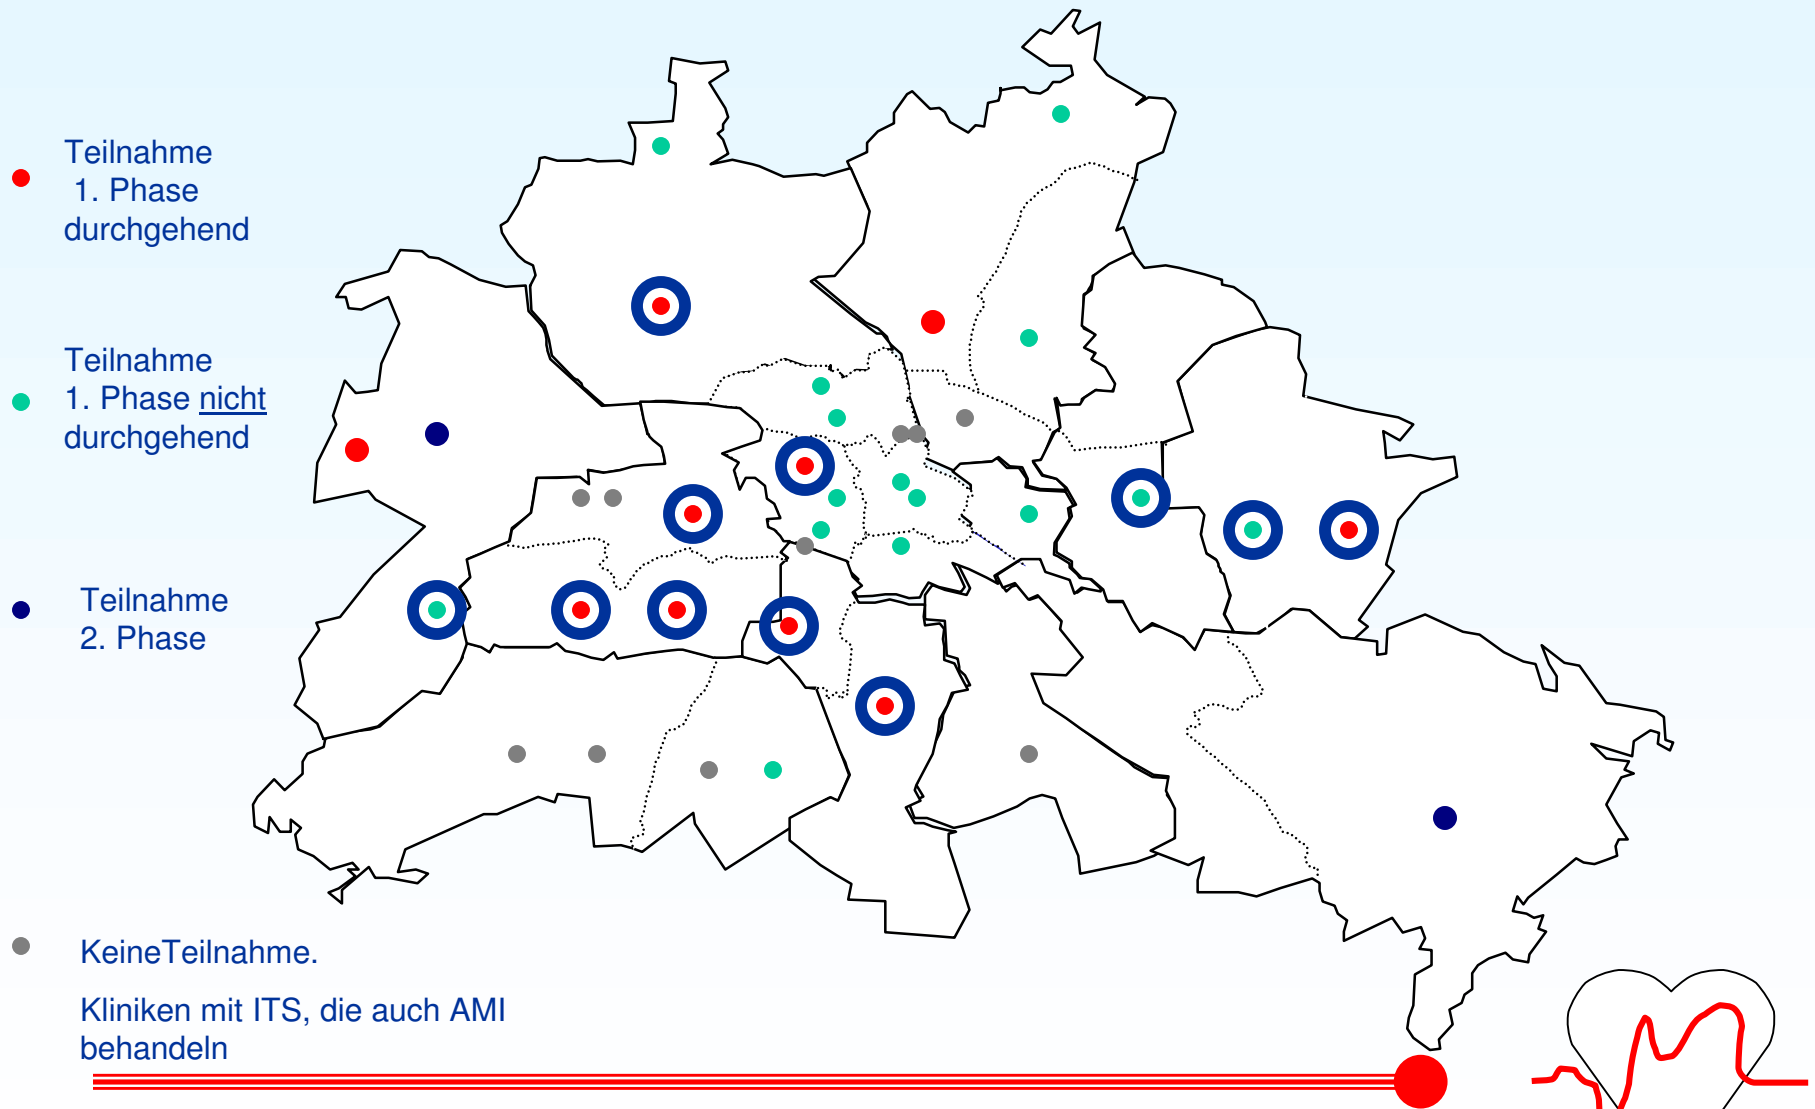 Teilnahme
1. Phase
durchgehend
Teilnahme
1. Phase nicht
durchgehend
Teilnahme
2. Phase
KeineTeilnahme.
Kliniken mit ITS, die auch AMI
behandeln